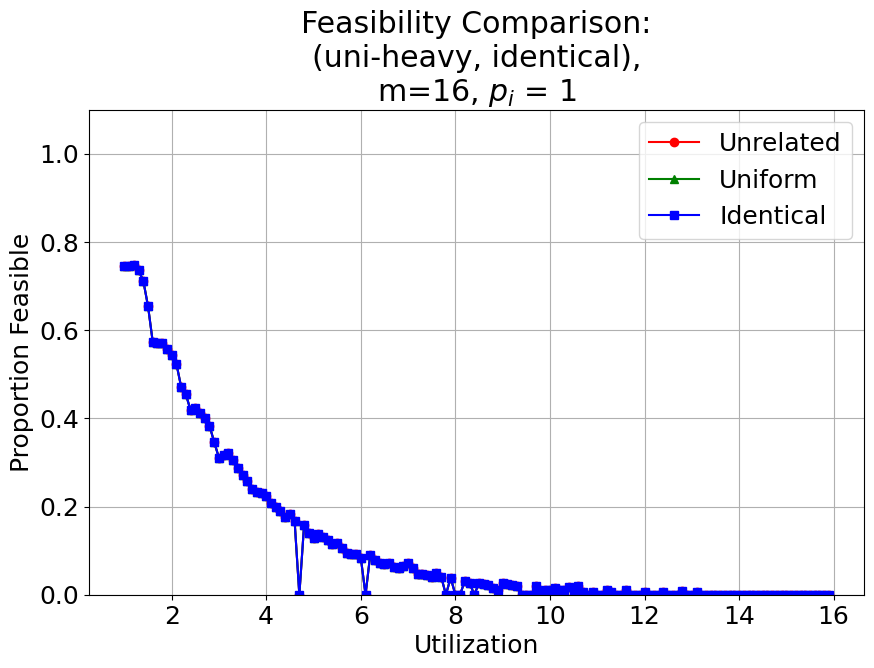 Feasibility Comparison:
(uni-heavy, identical),
m=16, $p_i$ = 1
Unrelated
Uniform
Identical
Proportion Feasible
1.0
0.8
0.6
0.4
0.2
0.0
2 4 6 8 10 12 14 16
Utilization